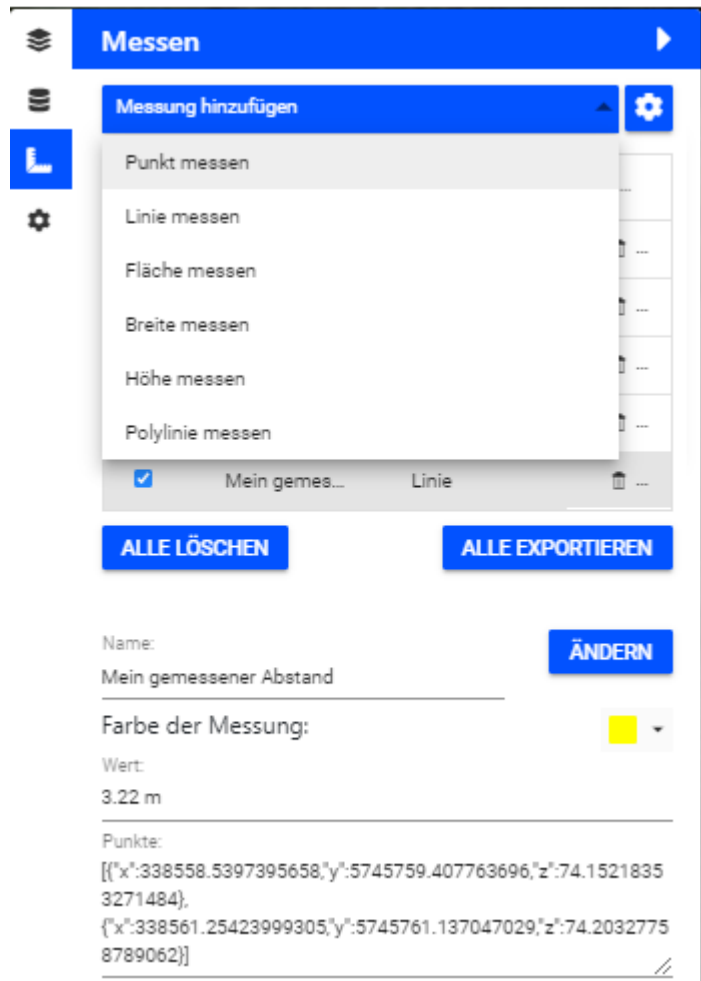 Messen
Messung hinzufügen
Punkt messen
...
Linie messen
Fläche messen
...
Breite messen
...
Höhe messen
...
Polylinie messen
...
Mein gemes... Linie ...
ALLE LÖSCHEN ALLE EXPORTIEREN
Name:
ÄNDERN
Mein gemessener Abstand
Farbe der Messung:
Wert:
3.22 m
Punkte:
[{"x":338558.5397395658,"y":5745759.407763696,"z":74.1521835
3271484},
{"x":338561.25423999305,"y":5745761.137047029,"z":74.2032775
8789062}]